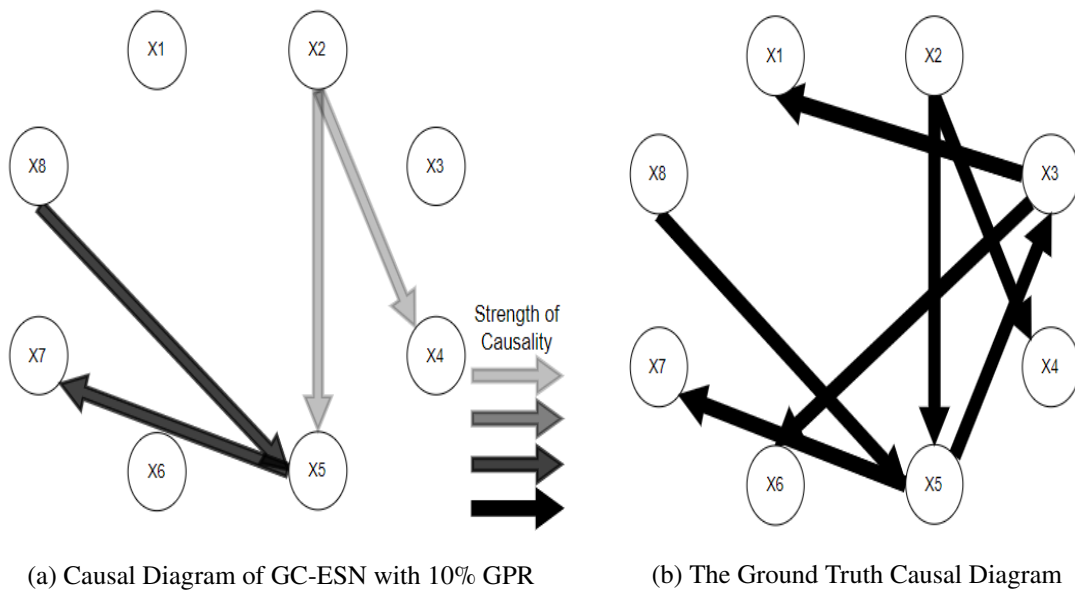 X1
X2
X8
X3
X7
X4
X6
X5
Strength of
Causality
(a) Causal Diagram of GC-ESN with 10% GPR
X1
X2
X8
X3
X7
X4
X6
X5
(b) The Ground Truth Causal Diagram